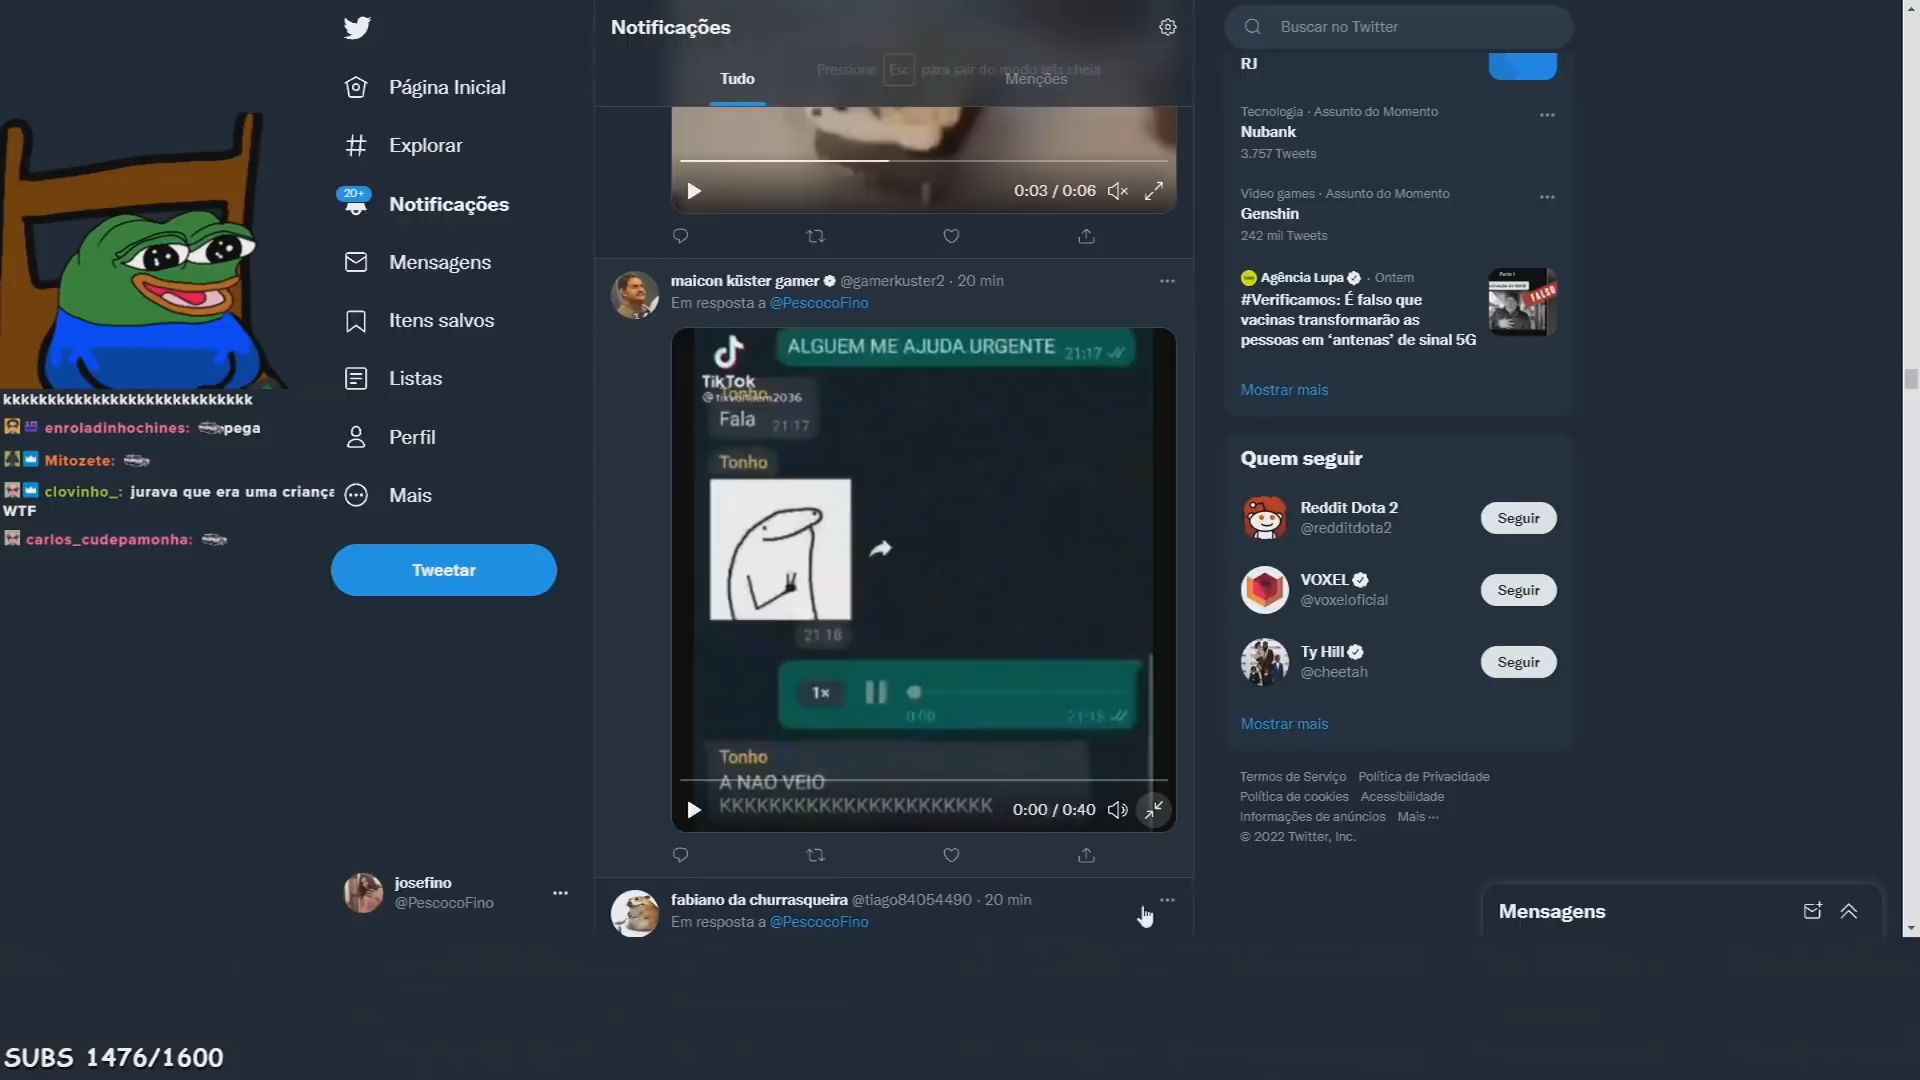 Página Inicial
Explorar
20+
Notificações
Mensagens
Itens salvos
Listas
Perfil
Mais
Tweetar
josefino
@PescocoFino
kkkkkkkkkkkkkkkkkkkkkkkkkkkk
enroladinhochines: pega
Mitozete:
clovinho_: jurava que era uma criança
WTF
carlos_cudepamonha:
SUBS 1476/1600
Notificações
Pressione Esc para sair do modo tela cheia
Tudo
Menções
0:03 / 0:06
maicon küster gamer @gamerkuster2 · 20 min
Em resposta a @PescocoFino
ALGUEM ME AJUDA URGENTE 21:17
TikTok
Tonho
Fala 21:17
Tonho
21:18
1×
0:00 21:18
Tonho
A NAO VEIO
KKKKKKKKKKKKKKKKKKKKKK
0:00 / 0:40
fabiano da churrasqueira @tiago84054490 · 20 min
Em resposta a @PescocoFino
Buscar no Twitter
RJ
Tecnologia · Assunto do Momento
Nubank
3.757 Tweets
Video games · Assunto do Momento
Genshin
242 mil Tweets
Agência Lupa · Ontem
#Verificamos: É falso que
vacinas transformarão as
pessoas em ‘antenas’ de sinal 5G
FALSO
Mostrar mais
Quem seguir
Reddit Dota 2
@redditdota2
Seguir
VOXEL
@voxeloficial
Seguir
Ty Hill
@cheetah
Seguir
Mostrar mais
Termos de Serviço Política de Privacidade
Política de cookies Acessibilidade
Informações de anúncios Mais ···
© 2022 Twitter, Inc.
Mensagens